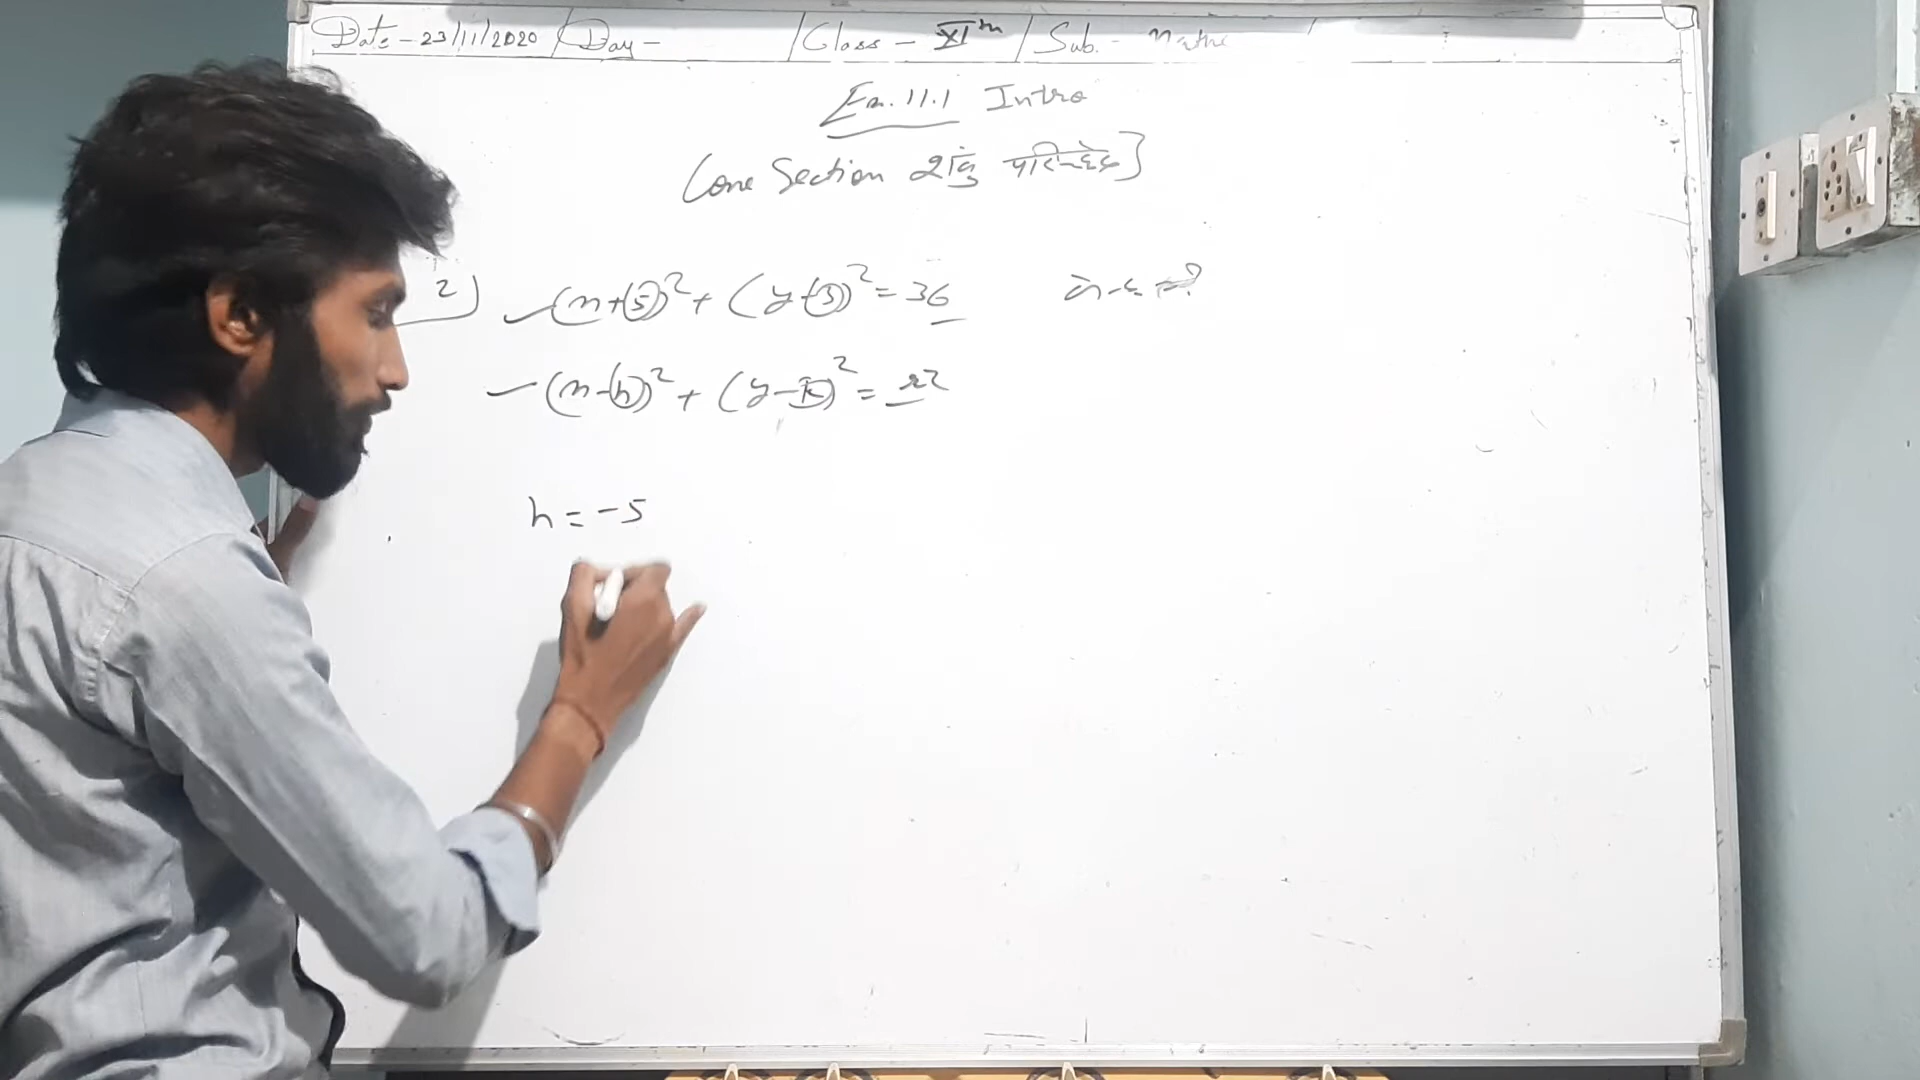 Date - 23/11/2020 / Day - / Class - XIth / Sub. - Maths
Ex. 11.1 Intro
Cone Section शंकु परिच्छेद]
2) (x+(5))² + (y-(3))² = 36
(x-(h))² + (y-k)² = r²
h = -5